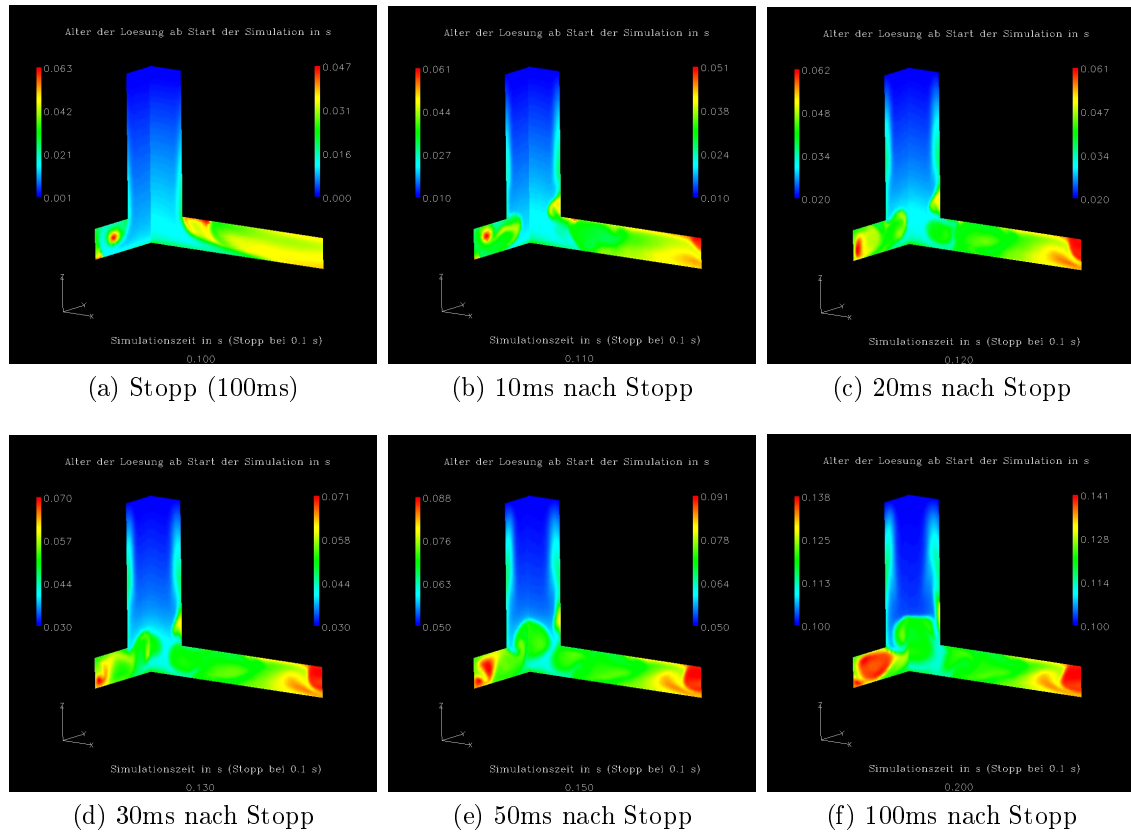 Alter der Loesung ab Start der Simulation in s
0.063
0.042
0.021
0.001
0.047
0.031
0.016
0.000
Z
Y
X
Simulationszeit in s (Stopp bei 0.1 s)
0.100
(a) Stopp (100ms)
Alter der Loesung ab Start der Simulation in s
0.061
0.044
0.027
0.010
0.051
0.037
0.024
0.010
Z
Y
X
Simulationszeit in s (Stopp bei 0.1 s)
0.110
(b) 10ms nach Stopp
Alter der Loesung ab Start der Simulation in s
0.062
0.048
0.034
0.020
0.061
0.047
0.034
0.020
Z
Y
X
Simulationszeit in s (Stopp bei 0.1 s)
0.120
(c) 20ms nach Stopp
Alter der Loesung ab Start der Simulation in s
0.070
0.057
0.044
0.030
0.071
0.058
0.044
0.030
Z
Y
X
Simulationszeit in s (Stopp bei 0.1 s)
0.130
(d) 30ms nach Stopp
Alter der Loesung ab Start der Simulation in s
0.088
0.076
0.063
0.050
0.091
0.078
0.064
0.050
Z
Y
X
Simulationszeit in s (Stopp bei 0.1 s)
0.150
(e) 50ms nach Stopp
Alter der Loesung ab Start der Simulation in s
0.138
0.125
0.113
0.100
0.141
0.128
0.114
0.100
Z
Y
X
Simulationszeit in s (Stopp bei 0.1 s)
0.200
(f) 100ms nach Stopp